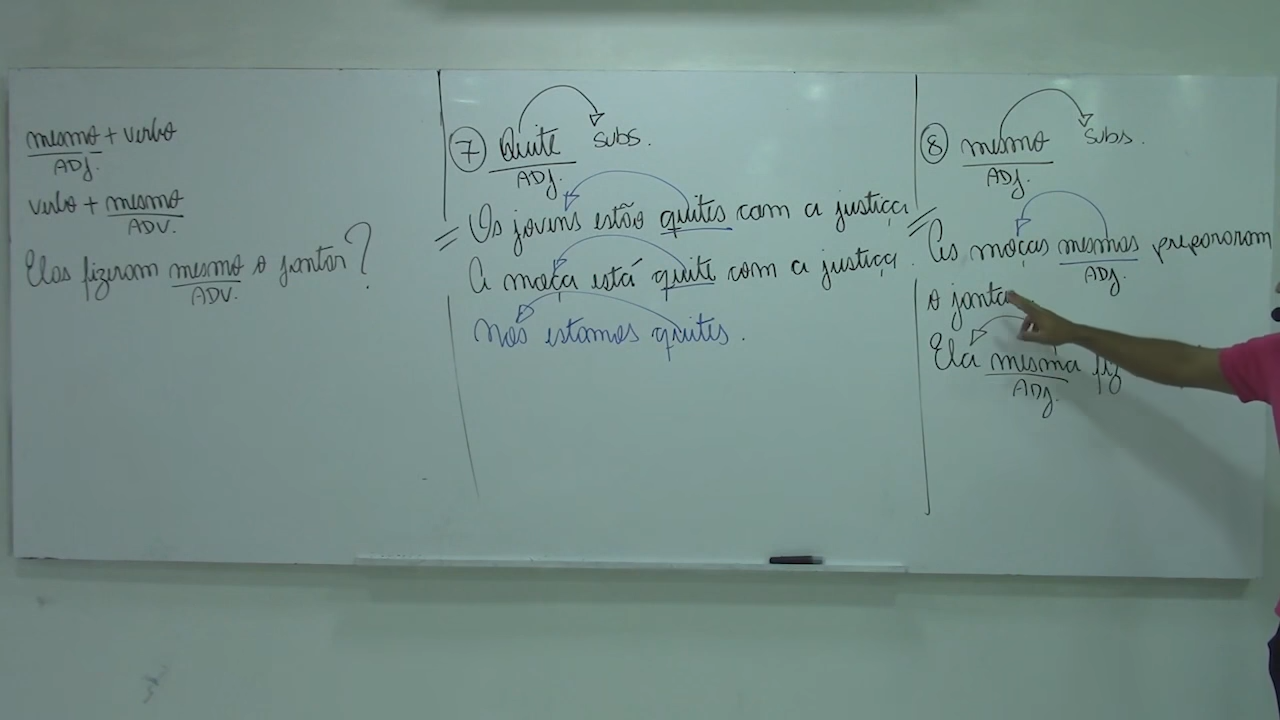 mesmo + verbo
ADJ.
verbo + mesmo
ADV.
Elas fizeram mesmo o jantar?
ADV.
7 Quite subs.
ADJ.
Os jovens estão quites com a justiça
A moça está quite com a justiça.
Nós estamos quites.
8 mesmo subs.
ADJ.
As moças mesmas prepararam
ADJ.
o
Ela mesma
ADJ.